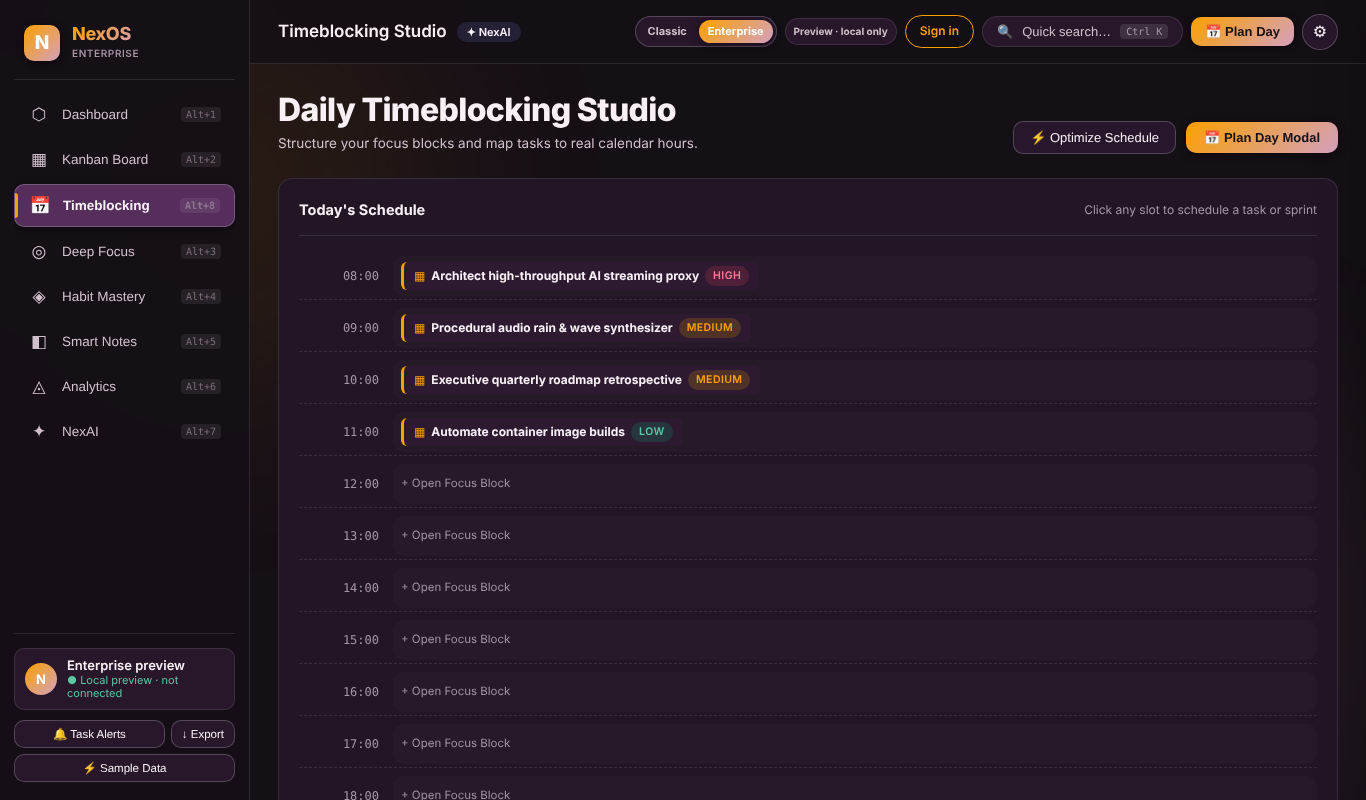 N NexOS
ENTERPRISE
Dashboard Alt+1
Kanban Board Alt+2
Timeblocking Alt+8
Deep Focus Alt+3
Habit Mastery Alt+4
Smart Notes Alt+5
Analytics Alt+6
NexAI Alt+7
N Enterprise preview
Local preview · not
connected
Task Alerts
↓ Export
⚡ Sample Data
Timeblocking Studio ✦ NexAI
Classic Enterprise
Preview · local only
Sign in
Quick search… Ctrl K
Plan Day
Daily Timeblocking Studio
Structure your focus blocks and map tasks to real calendar hours.
⚡ Optimize Schedule
Plan Day Modal
Today's Schedule
Click any slot to schedule a task or sprint
08:00 Architect high-throughput AI streaming proxy HIGH
09:00 Procedural audio rain & wave synthesizer MEDIUM
10:00 Executive quarterly roadmap retrospective MEDIUM
11:00 Automate container image builds LOW
12:00 + Open Focus Block
13:00 + Open Focus Block
14:00 + Open Focus Block
15:00 + Open Focus Block
16:00 + Open Focus Block
17:00 + Open Focus Block
18:00 + Open Focus Block